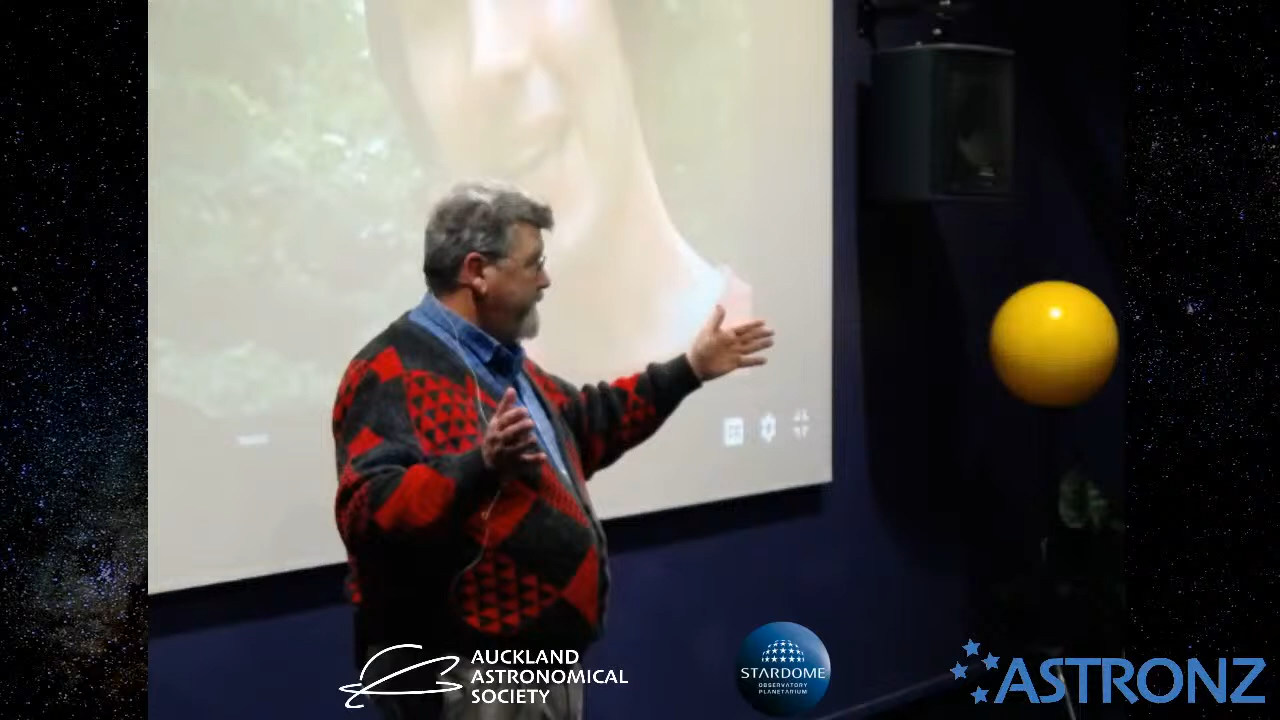 AUCKLAND
ASTRONOMICAL
SOCIETY
STARDOME
OBSERVATORY
PLANETARIUM
ASTRONZ